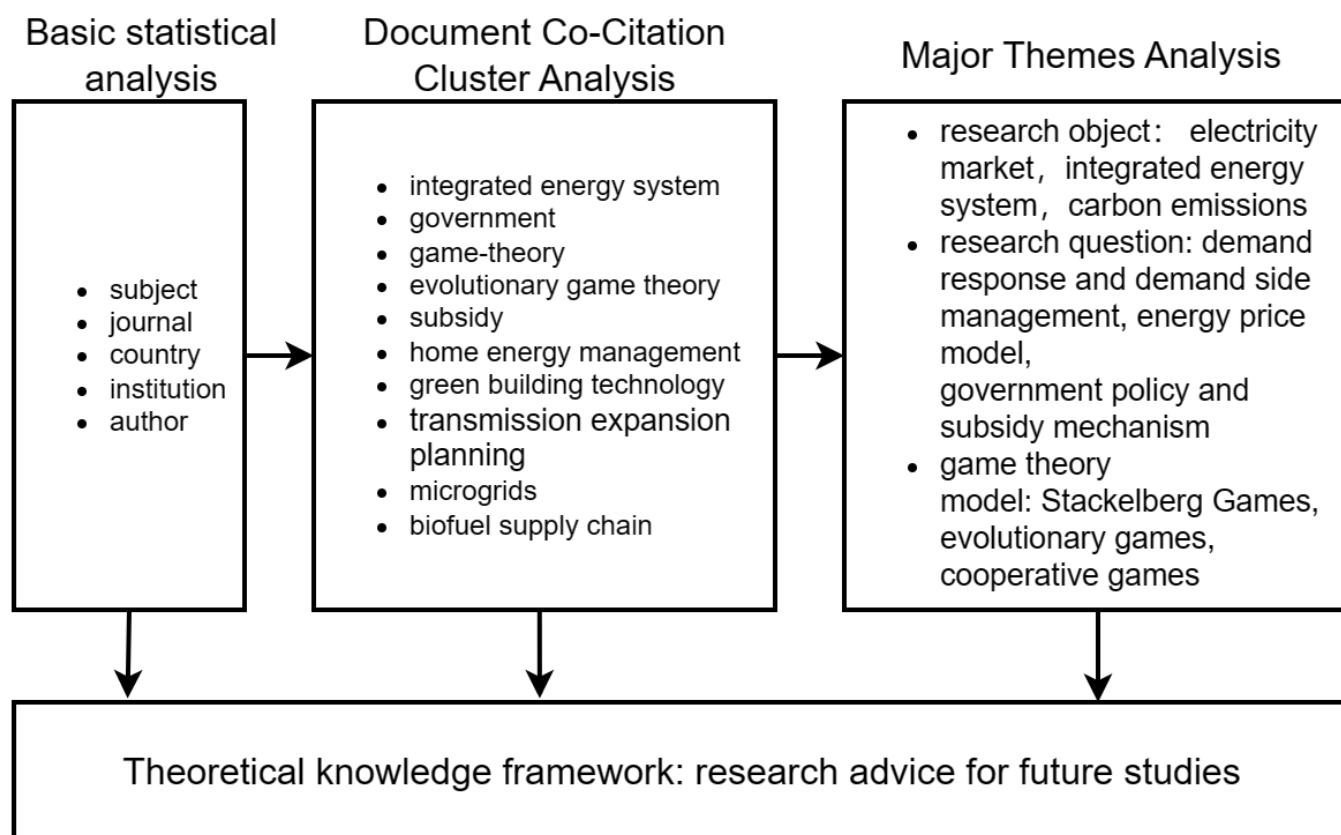 Basic statistical
analysis
subject
journal
country
institution
author
Document Co-Citation
Cluster Analysis
integrated energy system
government
game-theory
evolutionary game theory
subsidy
home energy management
green building technology
transmission expansion
planning
microgrids
biofuel supply chain
Major Themes Analysis
research object： electricity
market，integrated energy
system，carbon emissions
research question: demand
response and demand side
management, energy price
model,
government policy and
subsidy mechanism
game theory
model: Stackelberg Games,
evolutionary games,
cooperative games
Theoretical knowledge framework: research advice for future studies